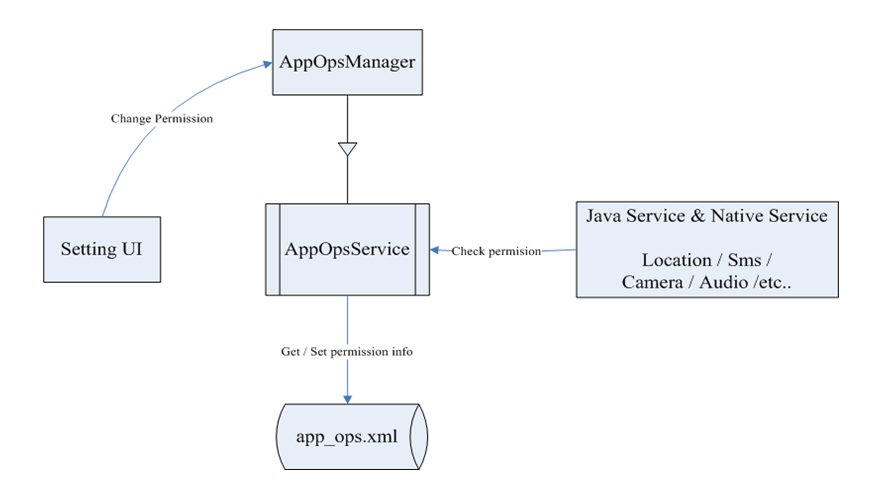 AppOpsManager
Change Permission
Setting UI
AppOpsService
Check permision
Java Service & Native Service
Location / Sms /
Camera / Audio /etc..
Get / Set permission info
app_ops.xml